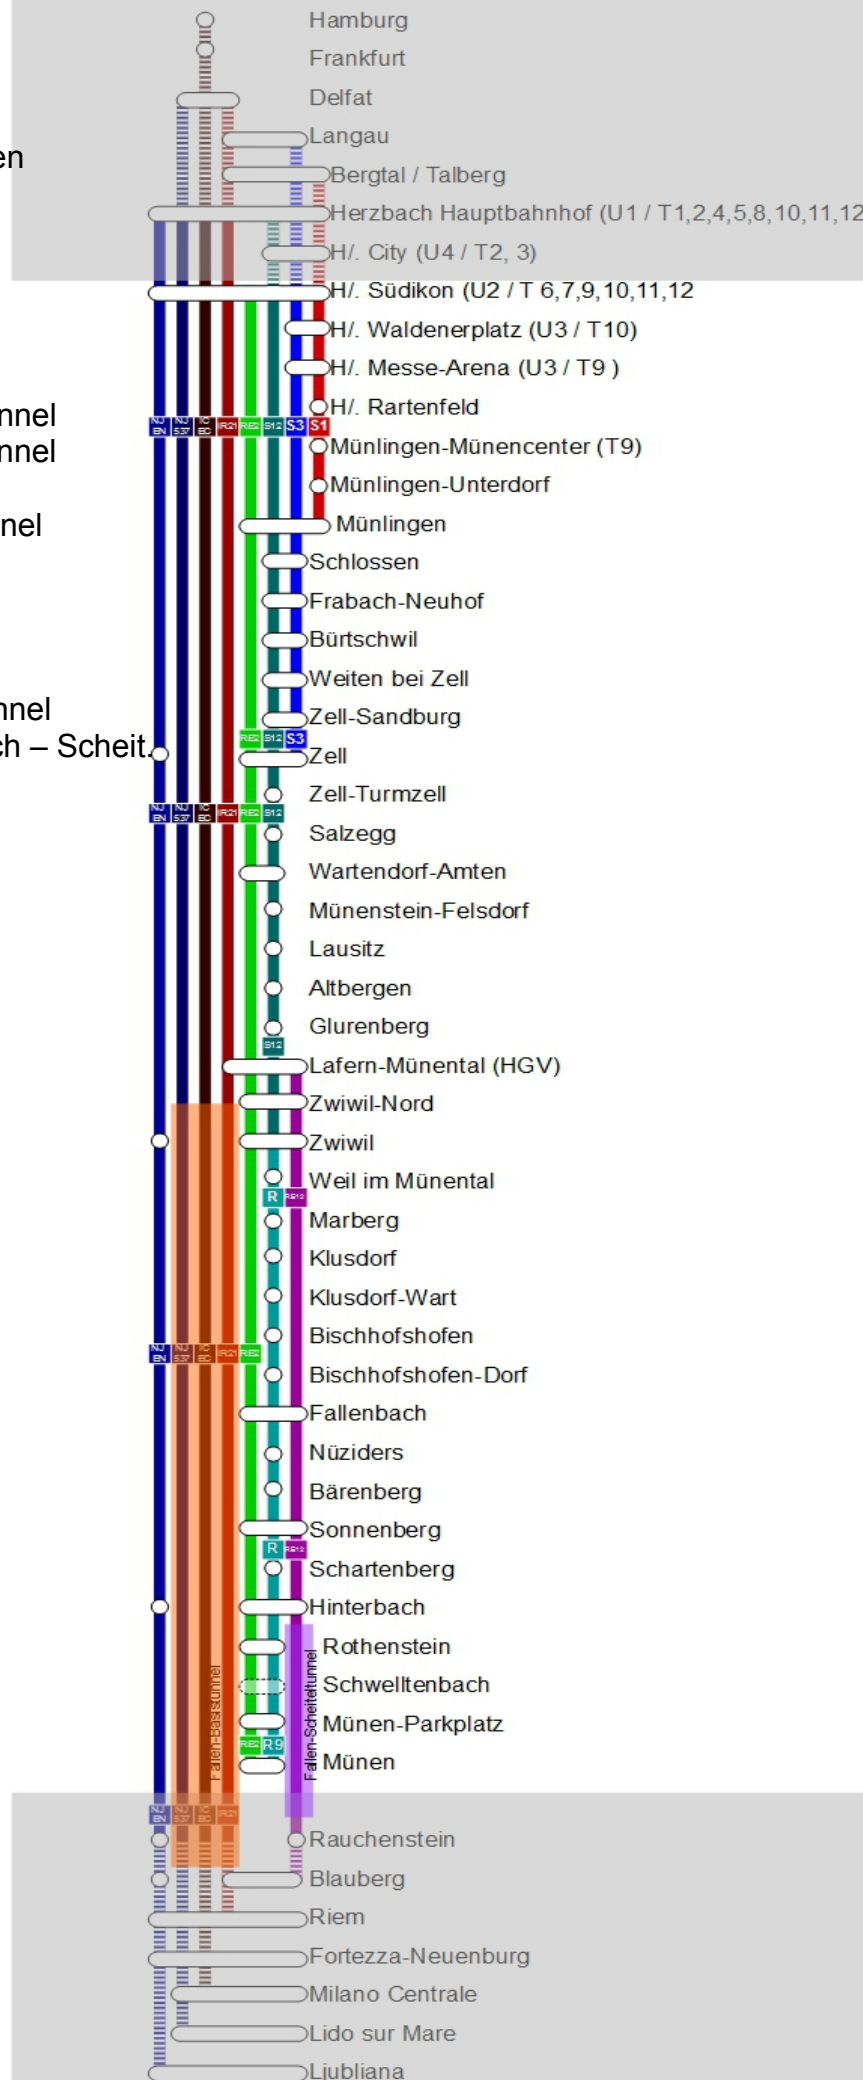 Hamburg
Frankfurt
Delfat
Langau
en
Bergtal / Talberg
Herzbach Hauptbahnhof (U1 / T1,2,4,5,8,10,11,12
H/. City (U4 / T2, 3)
H/. Südikon (U2 / T 6,7,9,10,11,12
H/. Waldenerplatz (U3 / T10)
H/. Messe-Arena (U3 / T9 )
H/. Rartenfeld
nnel
NJ EN NJ 537 IC EC IR21 RE2 S12 S3 S1
Münlingen-Münencenter (T9)
nnel
Münlingen-Unterdorf
Münlingen
nel
Schlossen
Frabach-Neuhof
Bürtschwil
Weiten bei Zell
Zell-Sandburg
nnel
RE2 S12 S3
ch – Scheit.
Zell
Zell-Turmzell
NJ EN NJ 537 IC EC IR21 RE2 S12
Salzegg
Wartendorf-Amten
Münenstein-Felsdorf
Lausitz
Altbergen
Glurenberg
S12
Lafern-Münental (HGV)
Zwiwil-Nord
Zwiwil
Weil im Münental
R RE12
Marberg
Klusdorf
Klusdorf-Wart
Bischhofshofen
NJ EN NJ 537 IC EC IR21 RE2
Bischhofshofen-Dorf
Fallenbach
Nüziders
Bärenberg
Sonnenberg
R RE12
Schartenberg
Hinterbach
Rothenstein
Schwelltenbach
Münen-Parkplatz
RE2 R9
Münen
Fallen-Basistunnel
Fallen-Scheiteltunnel
NJ EN NJ 537 IC EC IR21
Rauchenstein
Blauberg
Riem
Fortezza-Neuenburg
Milano Centrale
Lido sur Mare
Ljubljana